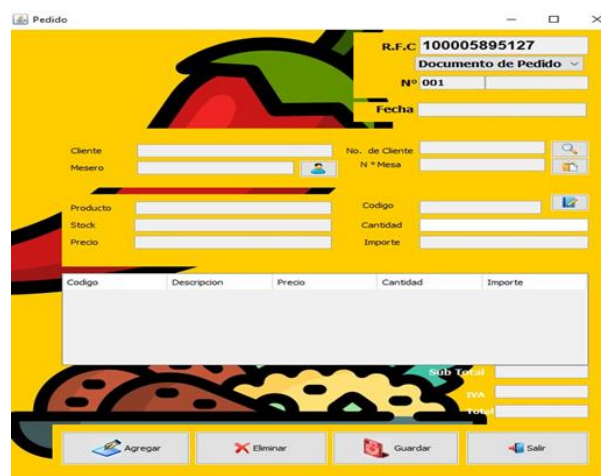 Pedido
R.F.C 100005895127
Documento de Pedido
Nº 001
Fecha
Cliente No. de Cliente
Mesero N º Mesa
Producto Codigo
Stock Cantidad
Precio Importe
Codigo Descripcion Precio Cantidad Importe
Sub Total
IVA
Total
Agregar Eliminar Guardar Salir